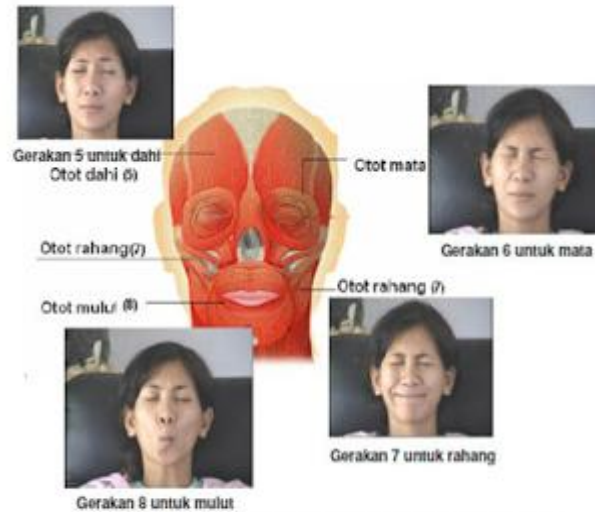 Gerakan 5 untuk dahi
Otot dahi (5)
Otot mata
Gerakan 6 untuk mata
Otot rahang(7)
Otot rahang (7)
Otot mulut (8)
Gerakan 7 untuk rahang
Gerakan 8 untuk mulut